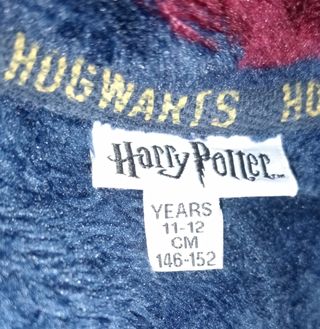 HOGWARTS HO
Harry Potter
YEARS
11-12
CM
146-152